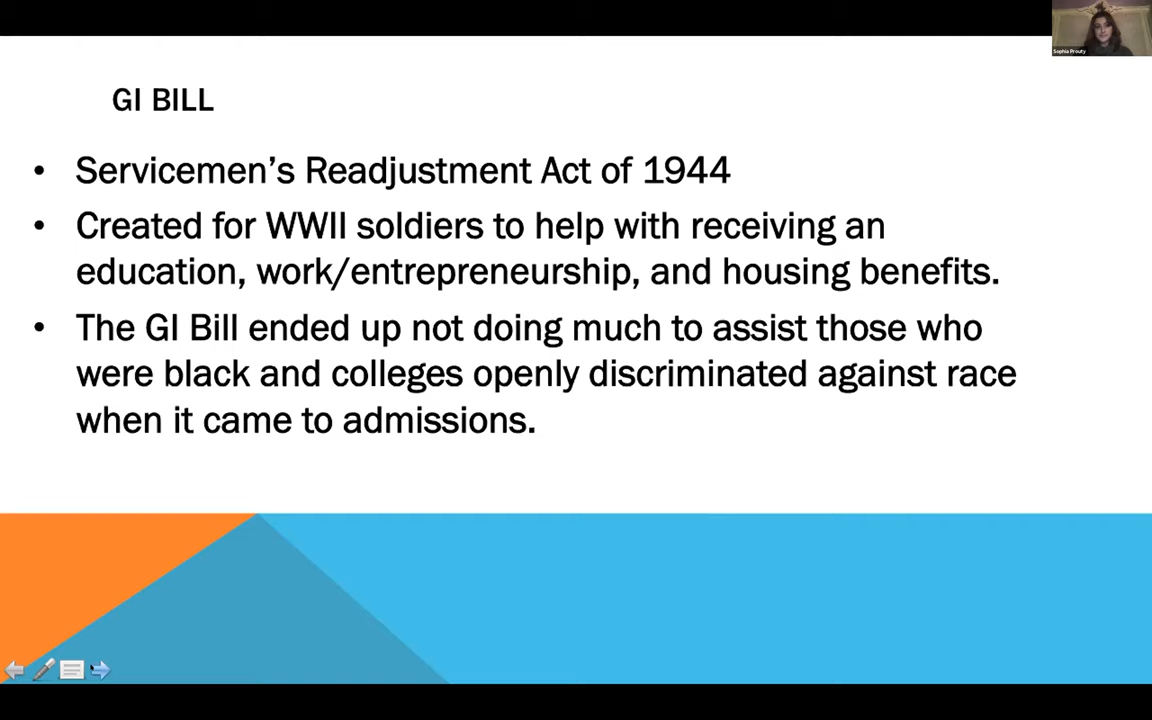 Sophia Prouty
GI BILL
• Servicemen's Readjustment Act of 1944
• Created for WWII soldiers to help with receiving an
education, work/entrepreneurship, and housing benefits.
• The GI Bill ended up not doing much to assist those who
were black and colleges openly discriminated against race
when it came to admissions.